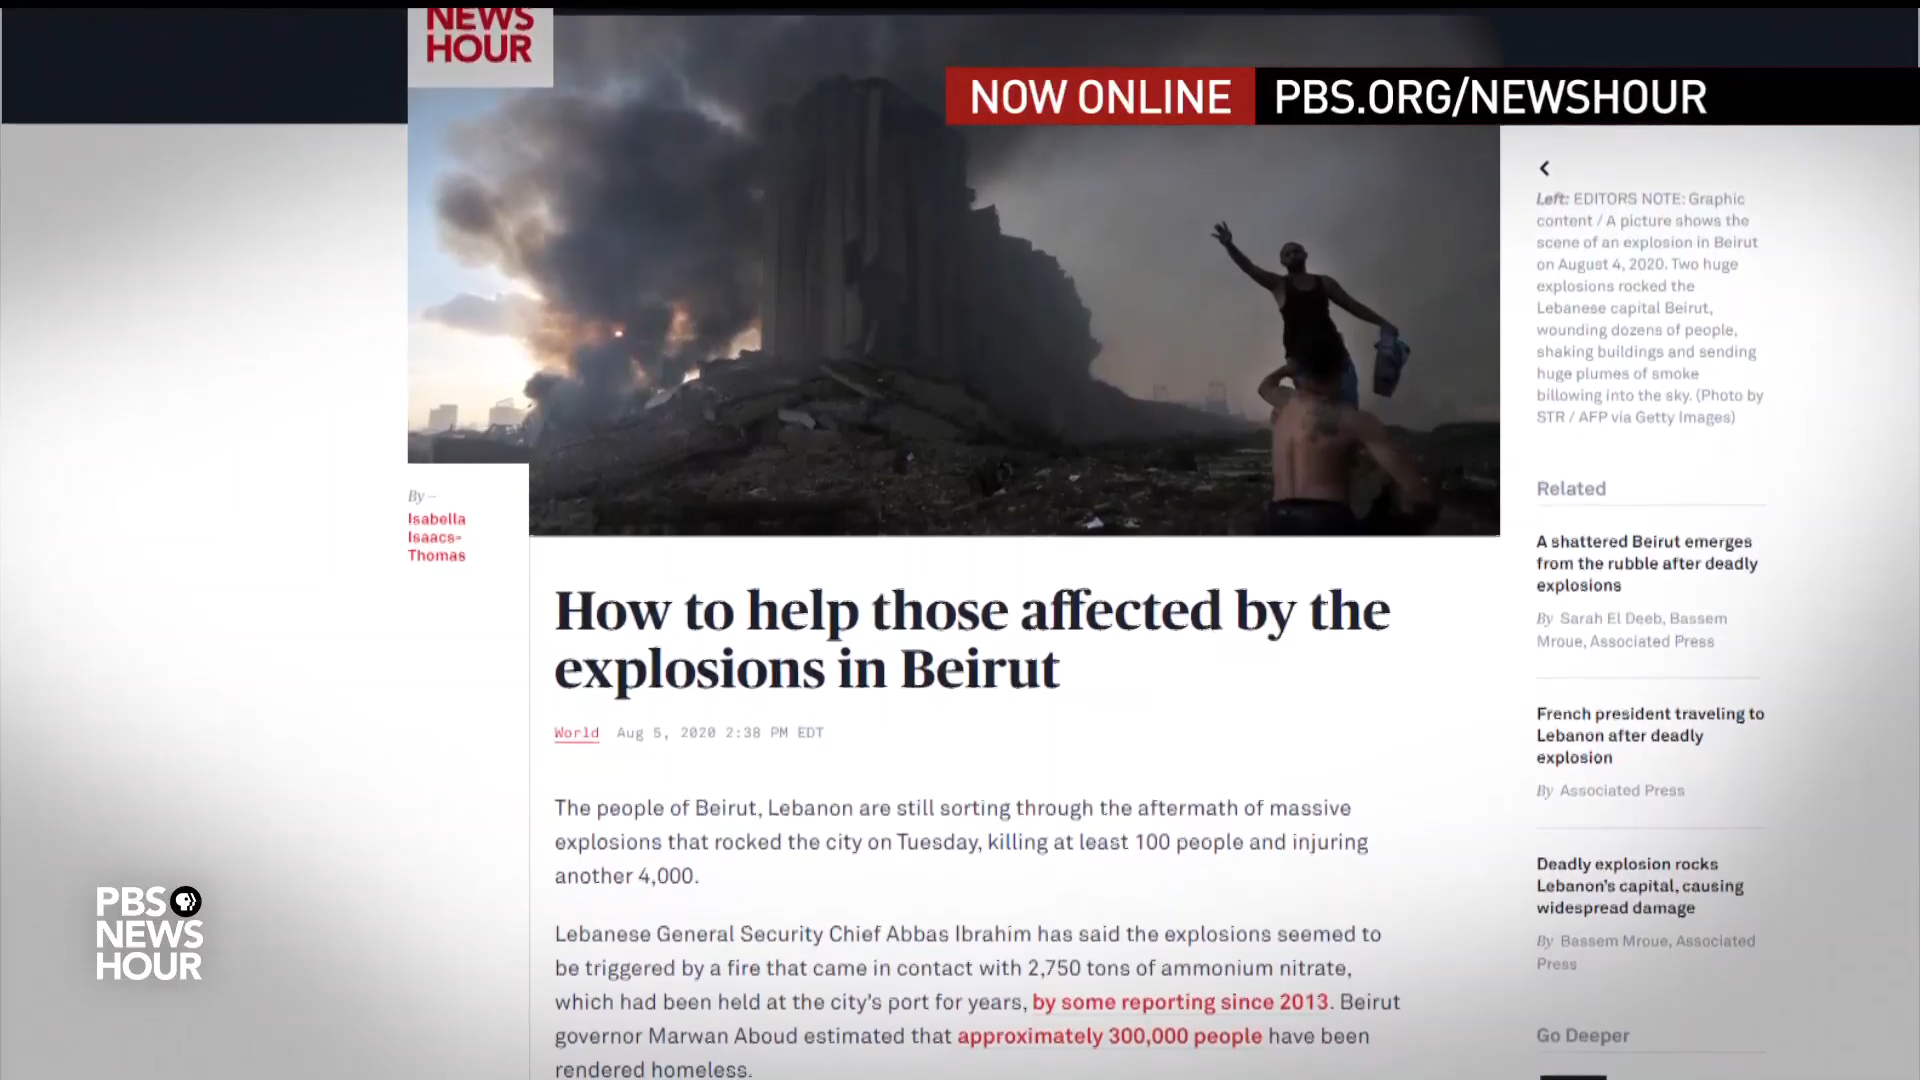 NEWS
HOUR
NOW ONLINE PBS.ORG/NEWSHOUR
Left: EDITORS NOTE: Graphic
content / A picture shows the
scene of an explosion in Beirut
on August 4, 2020. Two huge
explosions rocked the
Lebanese capital Beirut,
wounding dozens of people,
shaking buildings and sending
huge plumes of smoke
billowing into the sky. (Photo by
STR / AFP via Getty Images)
By –
Isabella
Isaacs-
Thomas
How to help those affected by the
explosions in Beirut
World Aug 5, 2020 2:38 PM EDT
The people of Beirut, Lebanon are still sorting through the aftermath of massive
explosions that rocked the city on Tuesday, killing at least 100 people and injuring
another 4,000.
Lebanese General Security Chief Abbas Ibrahim has said the explosions seemed to
be triggered by a fire that came in contact with 2,750 tons of ammonium nitrate,
which had been held at the city's port for years, by some reporting since 2013. Beirut
governor Marwan Aboud estimated that approximately 300,000 people have been
rendered homeless.
Related
A shattered Beirut emerges
from the rubble after deadly
explosions
By Sarah El Deeb, Bassem
Mroue, Associated Press
French president traveling to
Lebanon after deadly
explosion
By Associated Press
Deadly explosion rocks
Lebanon's capital, causing
widespread damage
By Bassem Mroue, Associated
Press
Go Deeper
PBS
NEWS
HOUR